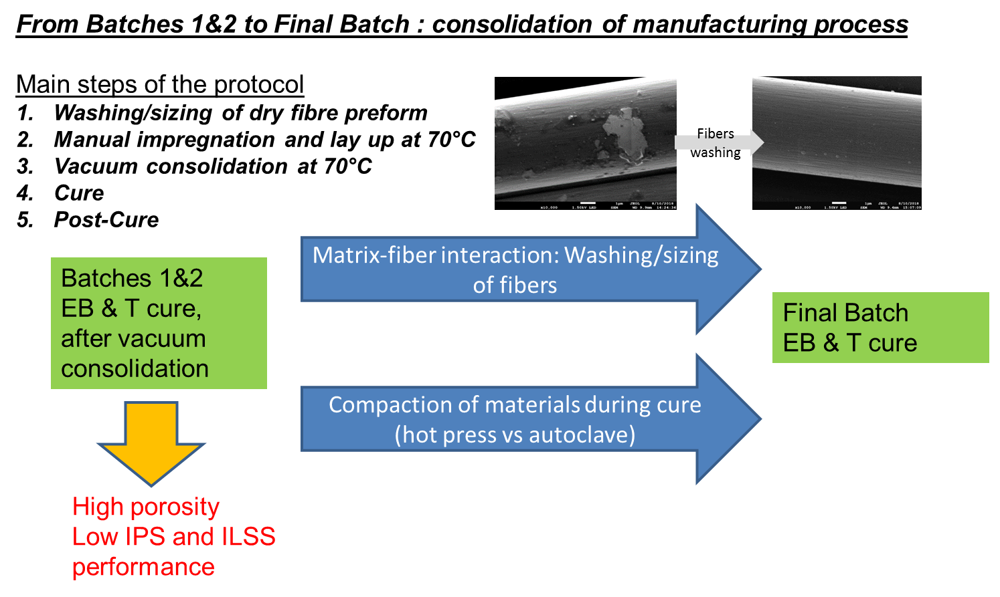 From Batches 1&2 to Final Batch : consolidation of manufacturing process
Main steps of the protocol
1. Washing/sizing of dry fibre preform
2. Manual impregnation and lay up at 70°C
3. Vacuum consolidation at 70°C
4. Cure
5. Post-Cure
Fibers
washing
1µm JEOL 8/10/2018
x10,000 1.50kV LED SEM WD 9.9mm 14:24:36
1µm JEOL 8/10/2018
x10,000 1.50kV LED SEM WD 9.4mm 15:07:09
Matrix-fiber interaction: Washing/sizing
of fibers
Batches 1&2
EB & T cure,
after vacuum
consolidation
Final Batch
EB & T cure
Compaction of materials during cure
(hot press vs autoclave)
High porosity
Low IPS and ILSS
performance